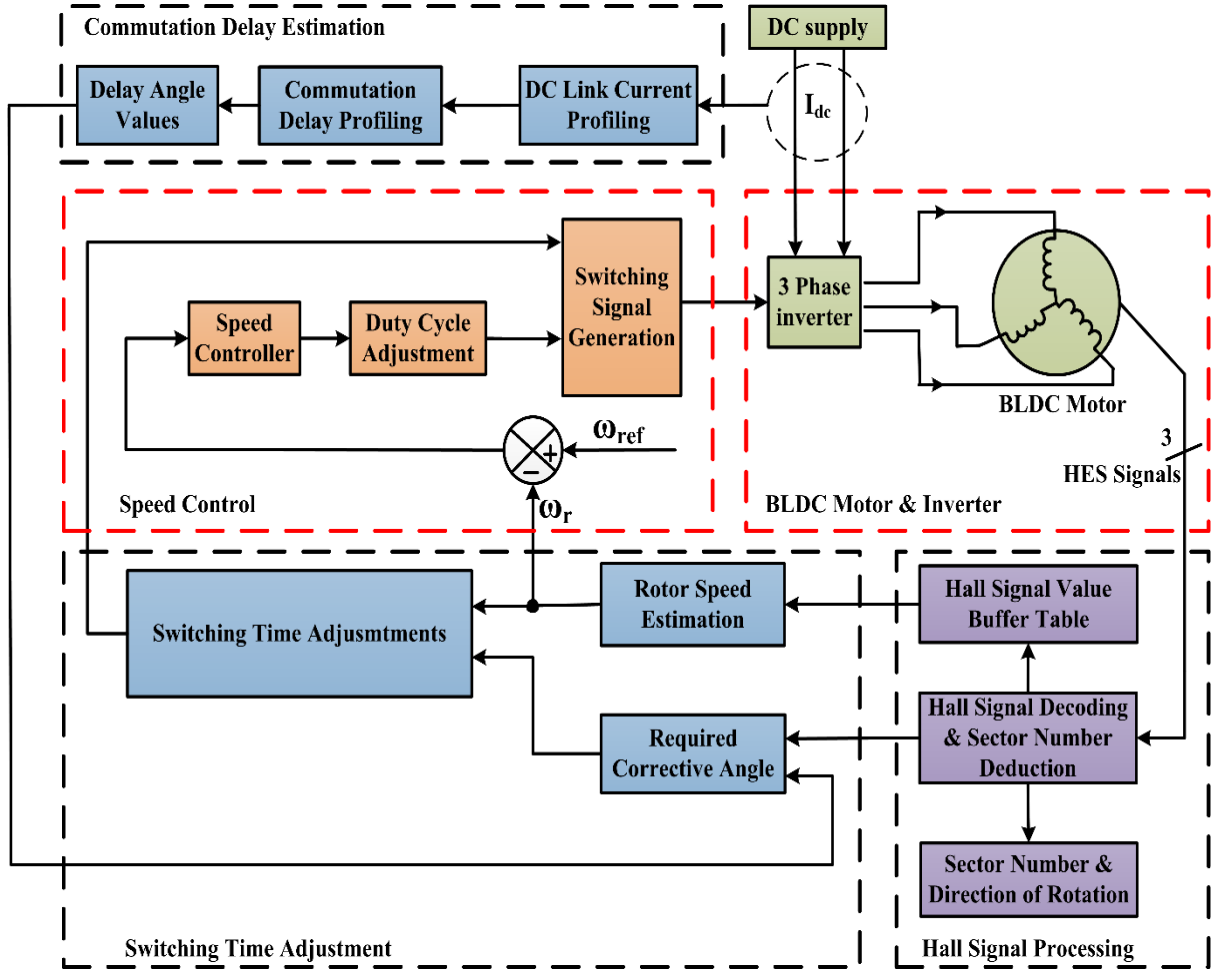 Commutation Delay Estimation
DC supply
Delay Angle
Values
Commutation
Delay Profiling
DC Link Current
Profiling
Idc
Switching
Signal
Generation
3 Phase
inverter
Speed
Controller
Duty Cycle
Adjustment
BLDC Motor
ωref
+
−
ωr
3
HES Signals
Speed Control
BLDC Motor & Inverter
Switching Time Adjusmtments
Rotor Speed
Estimation
Hall Signal Value
Buffer Table
Required
Corrective Angle
Hall Signal Decoding
& Sector Number
Deduction
Sector Number &
Direction of Rotation
Switching Time Adjustment
Hall Signal Processing